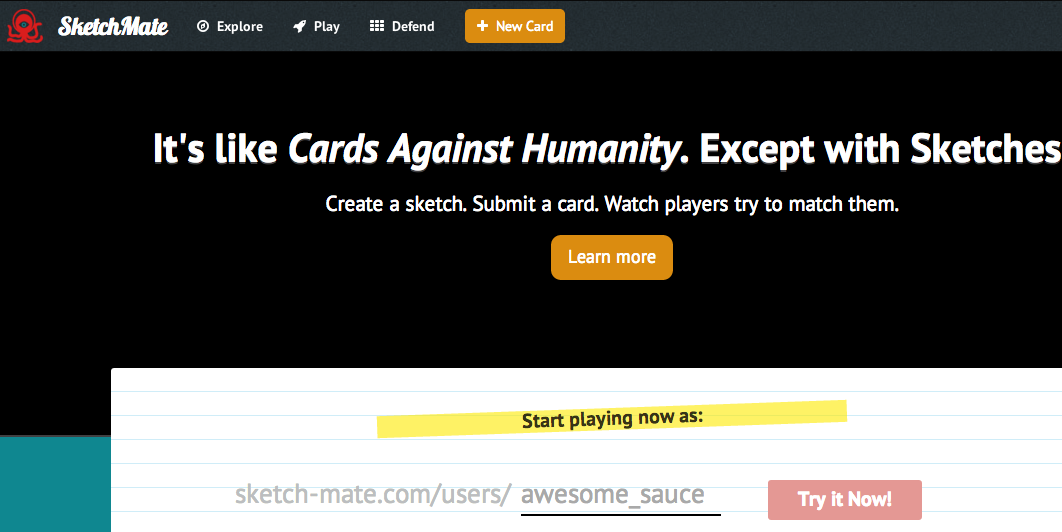 SketchMate Explore Play Defend + New Card
It's like Cards Against Humanity. Except with Sketches
Create a sketch. Submit a card. Watch players try to match them.
Learn more
Start playing now as:
sketch-mate.com/users/ awesome_sauce Try it Now!